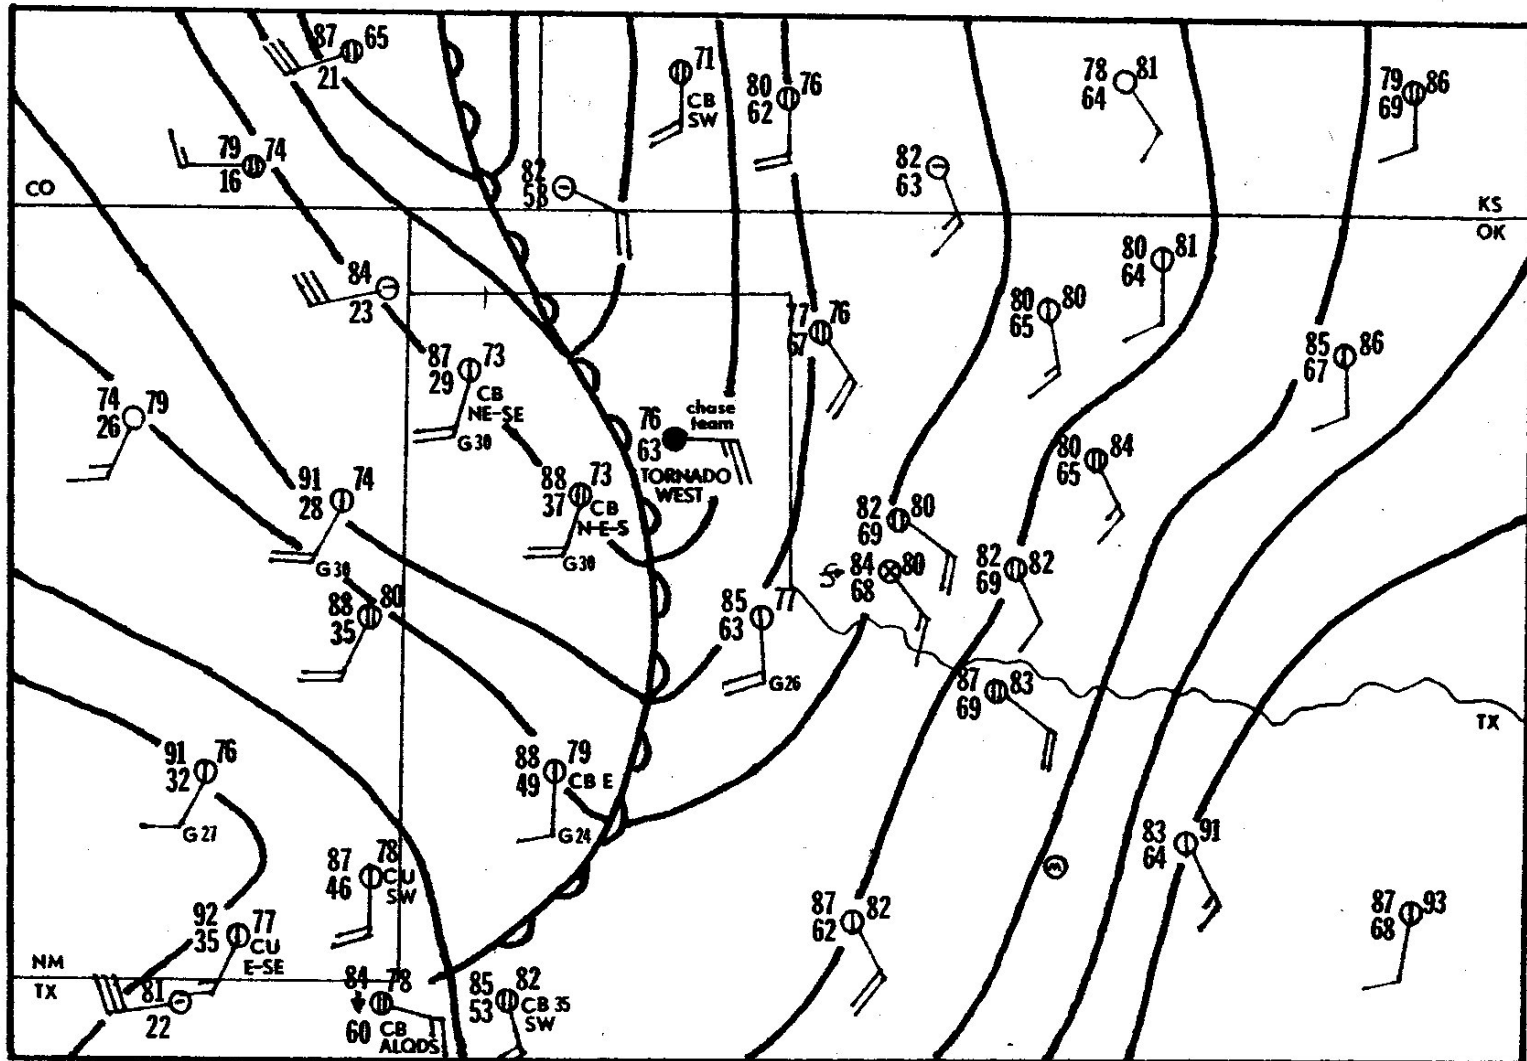 87 65
21
71
CB
SW
80 76
62
78 81
64
79 86
69
79 74
16
82
58
82
63
CO
KS
OK
84
23
80 81
64
80 80
65
77 76
67
85 86
67
87 73
29
CB
NE-SE
G30
74 79
26
chase
team
76
63
TORNADO
WEST
80 84
65
91 74
28
G30
88 73
37
CB
N-E-S
G30
82 80
69
84 80
68
82 82
69
88 80
35
85 77
63
G26
87 83
69
TX
91 76
32
G27
88 79
49
CB E
G24
83 91
64
87 78
46
CU
SW
87 82
62
87 93
68
92 77
35
CU
E-SE
NM
TX
81
22
84 78
60
CB
ALQDS
85 82
53
CB 35
SW